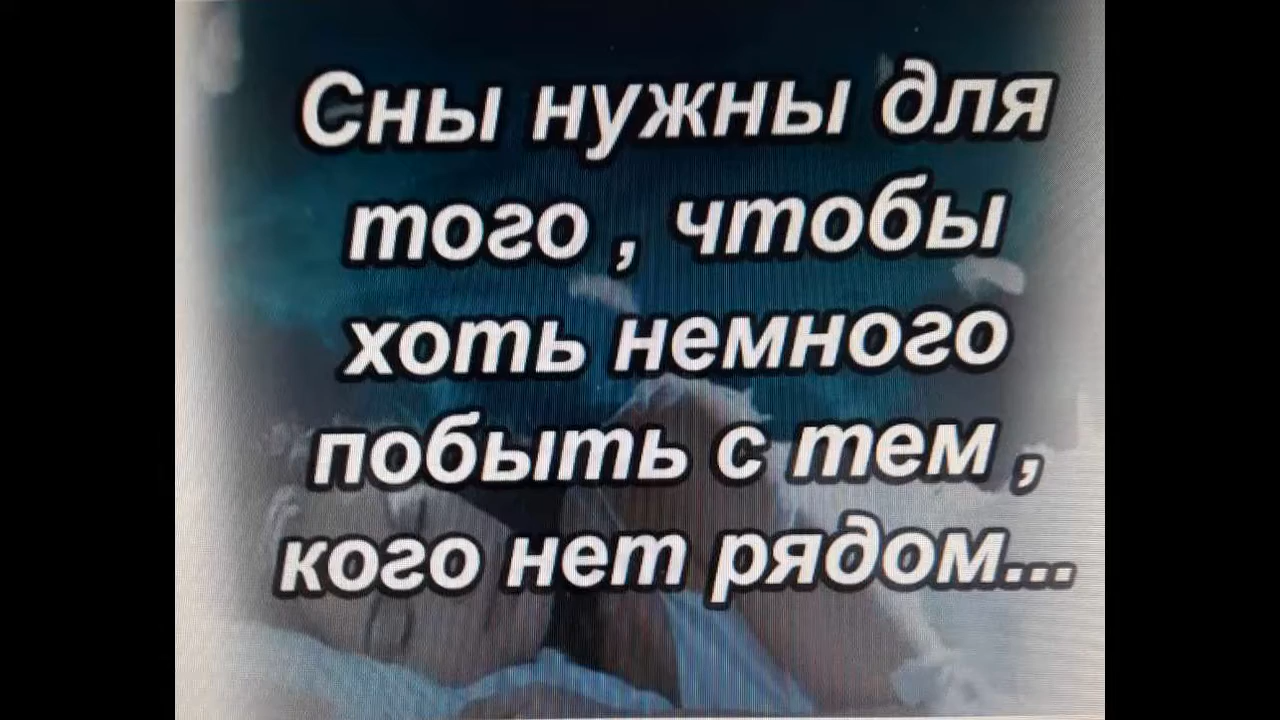 Сны нужны для
того , чтобы
хоть немного
побыть с тем ,
кого нет рядом...